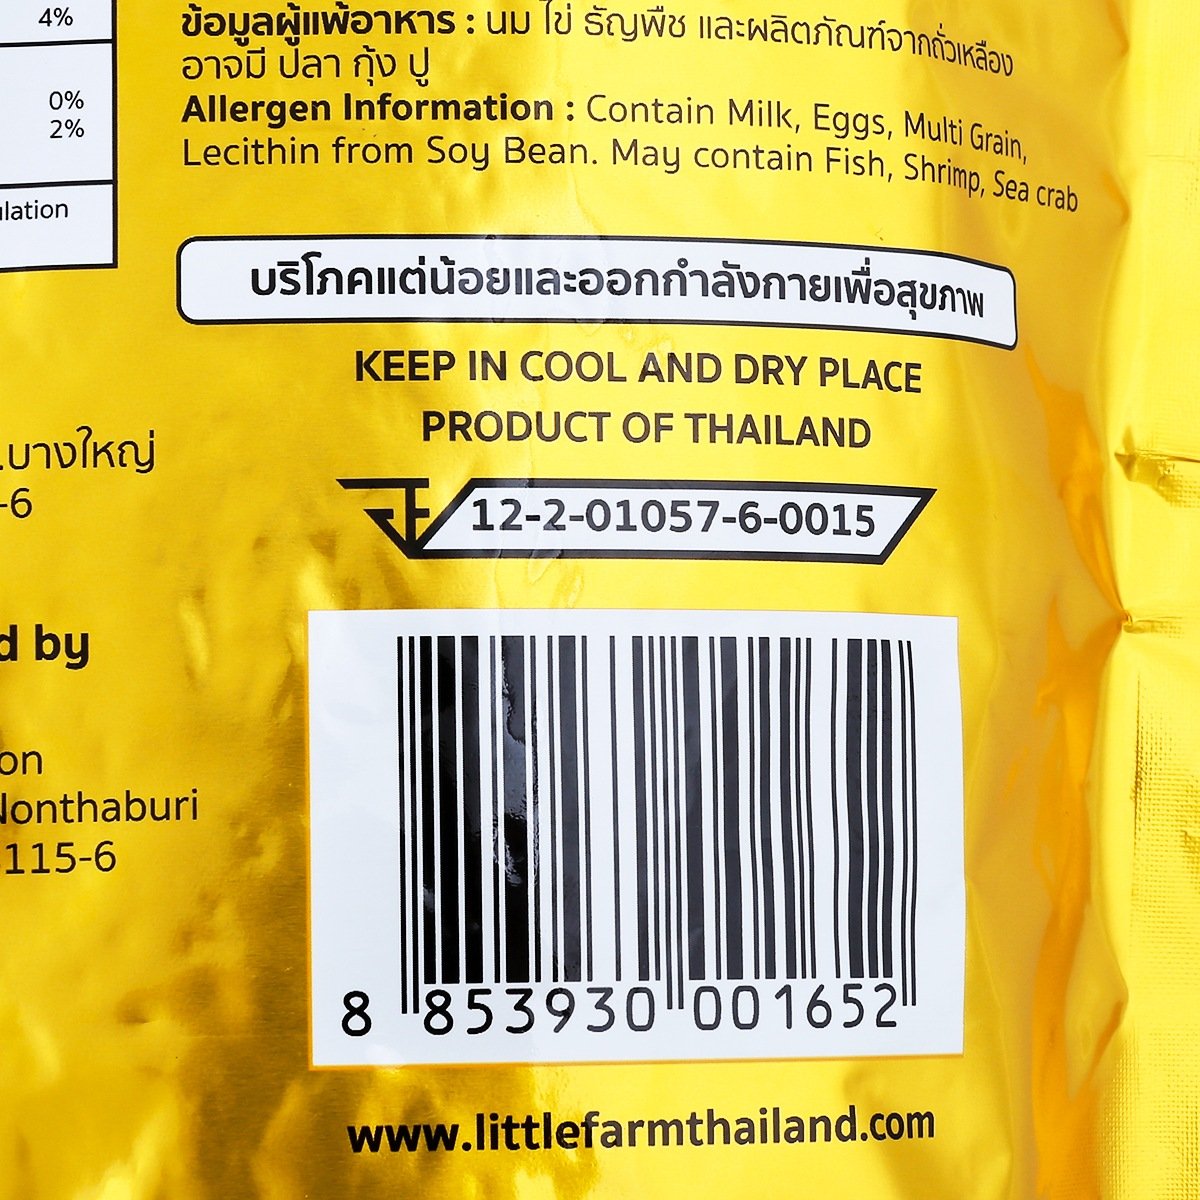 4%
0%
2%
ulation
ข้อมูลผู้แพ้อาหาร : นม ไข่ ธัญพืช และผลิตภัณฑ์จากถั่วเหลือง
อาจมี ปลา กุ้ง ปู
Allergen Information : Contain Milk, Eggs, Multi Grain,
Lecithin from Soy Bean. May contain Fish, Shrimp, Sea crab
บริโภคแต่น้อยและออกกำลังกายเพื่อสุขภาพ
KEEP IN COOL AND DRY PLACE
PRODUCT OF THAILAND
อย 12-2-01057-6-0015
.บางใหญ่
-6
d by
on
Nonthaburi
115-6
8 853930 001652
www.littlefarmthailand.com